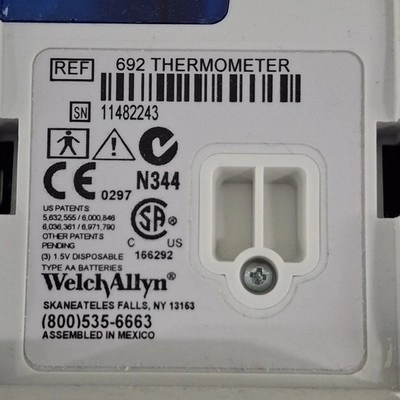 REF 692 THERMOMETER
SN 11482243
CE 0297 N344
US PATENTS
5,632,555 / 6,000,846
6,036,361 / 6,971,790
OTHER PATENTS
PENDING
(3) 1.5V DISPOSABLE
TYPE AA BATTERIES
SA
C US
166292
WelchAllyn®
SKANEATELES FALLS, NY 13153
(800)535-6663
ASSEMBLED IN MEXICO